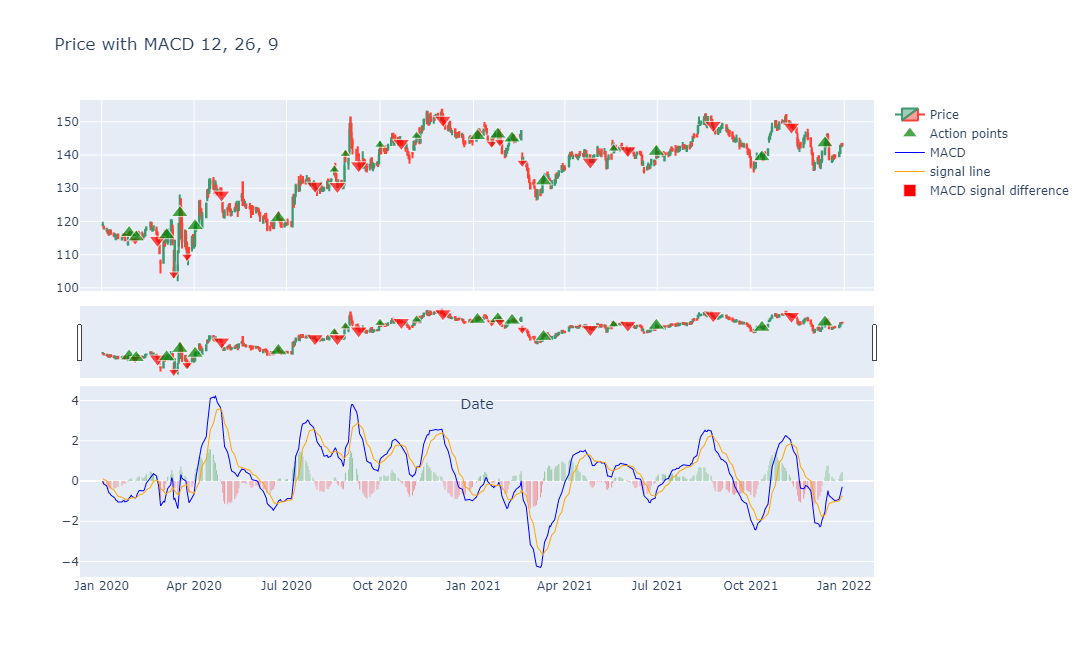 Price with MACD 12, 26, 9
150
140
130
120
110
100
Price
Action points
MACD
signal line
MACD signal difference
Date
4
2
0
−2
−4
Jan 2020 Apr 2020 Jul 2020 Oct 2020 Jan 2021 Apr 2021 Jul 2021 Oct 2021 Jan 2022